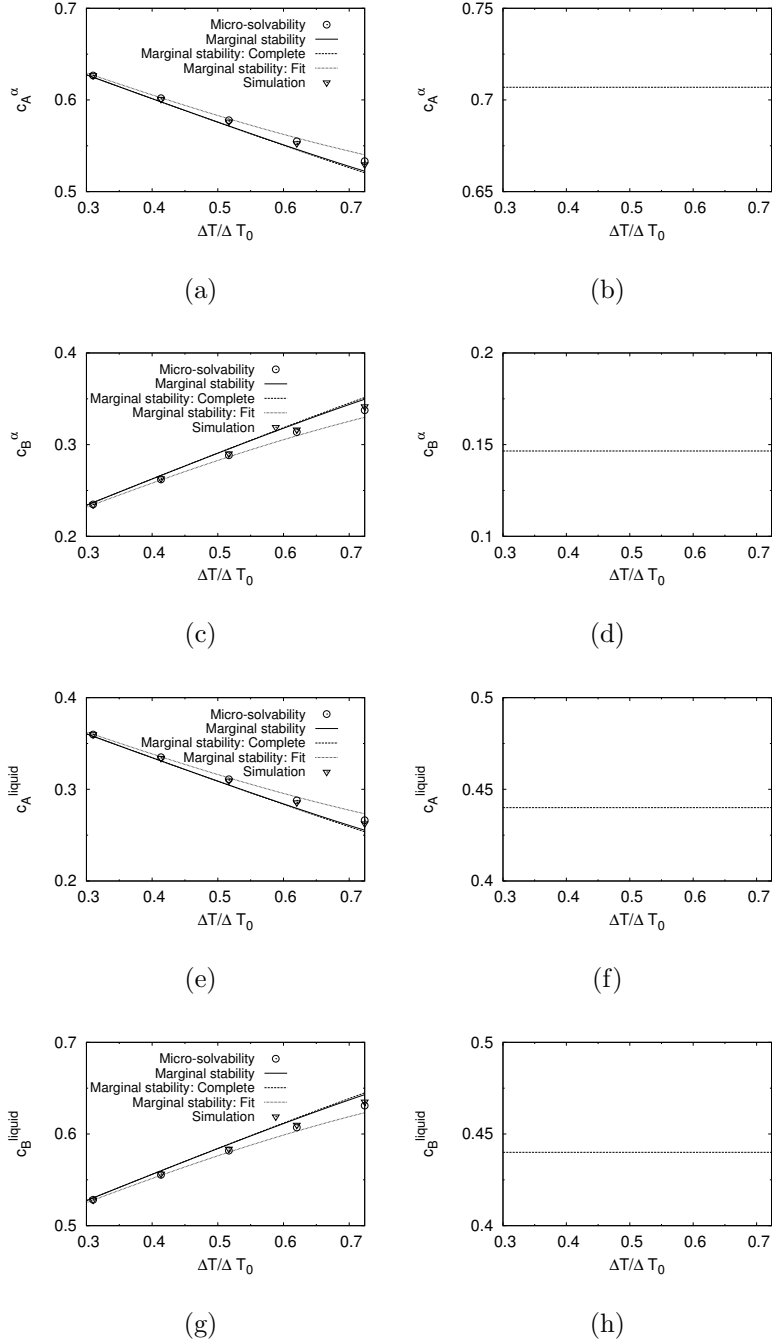 Micro-solvability
Marginal stability
Marginal stability: Complete
Marginal stability: Fit
Simulation
0.7
0.6
0.5
0.3 0.4 0.5 0.6 0.7
c_A^α
ΔT/Δ T_0
(a)
0.75
0.7
0.65
0.3 0.4 0.5 0.6 0.7
c_A^α
ΔT/Δ T_0
(b)
Micro-solvability
Marginal stability
Marginal stability: Complete
Marginal stability: Fit
Simulation
0.4
0.3
0.2
0.3 0.4 0.5 0.6 0.7
c_B^α
ΔT/Δ T_0
(c)
0.2
0.15
0.1
0.3 0.4 0.5 0.6 0.7
c_B^α
ΔT/Δ T_0
(d)
Micro-solvability
Marginal stability
Marginal stability: Complete
Marginal stability: Fit
Simulation
0.4
0.3
0.2
0.3 0.4 0.5 0.6 0.7
c_A^liquid
ΔT/Δ T_0
(e)
0.5
0.45
0.4
0.3 0.4 0.5 0.6 0.7
c_A^liquid
ΔT/Δ T_0
(f)
Micro-solvability
Marginal stability
Marginal stability: Complete
Marginal stability: Fit
Simulation
0.7
0.6
0.5
0.3 0.4 0.5 0.6 0.7
c_B^liquid
ΔT/Δ T_0
(g)
0.5
0.45
0.4
0.3 0.4 0.5 0.6 0.7
c_B^liquid
ΔT/Δ T_0
(h)